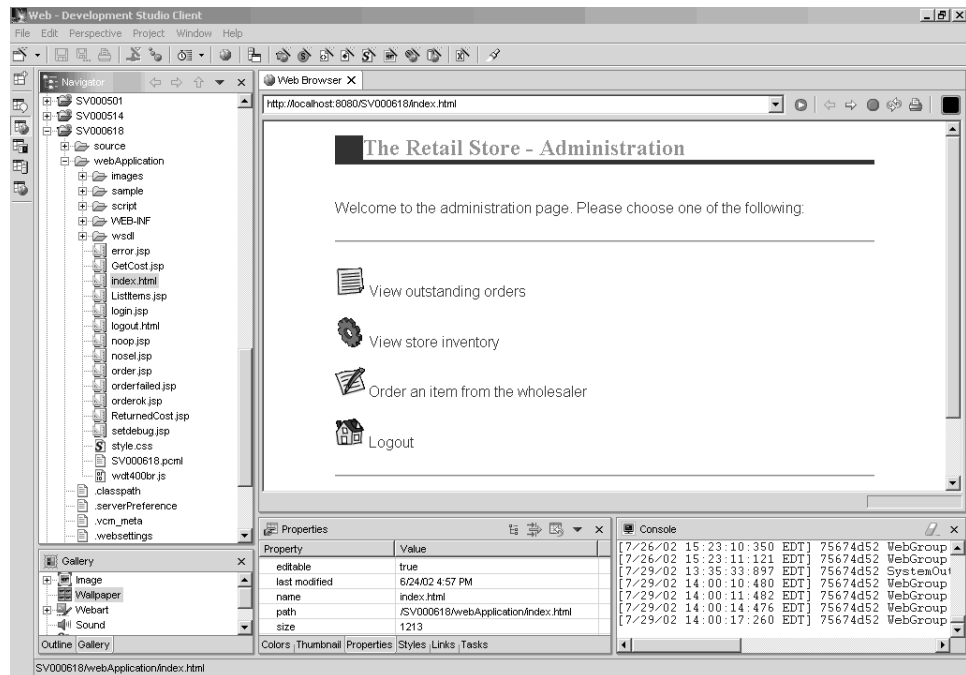 Web - Development Studio Client
File Edit Perspective Project Window Help
Navigator
Web Browser
SV000501
SV000514
SV000618
source
webApplication
images
sample
script
WEB-INF
wsdl
error.jsp
GetCost.jsp
index.html
ListItems.jsp
login.jsp
logout.html
noop.jsp
nosel.jsp
order.jsp
orderfailed.jsp
orderok.jsp
ReturnedCost.jsp
setdebug.jsp
style.css
SV000618.pcml
wdt400br.js
.classpath
.serverPreference
.vcm_meta
.websettings
http://localhost:8080/SV000618/index.html
The Retail Store - Administration
Welcome to the administration page. Please choose one of the following:
View outstanding orders
View store inventory
Order an item from the wholesaler
Logout
Gallery
Image
Wallpaper
Webart
Sound
Outline Gallery
Properties
Property Value
editable true
last modified 6/24/02 4:57 PM
name index.html
path /SV000618/webApplication/index.html
size 1213
Colors Thumbnail Properties Styles Links Tasks
Console
[7/26/02 15:23:10:350 EDT] 75674d52 WebGroup
[7/26/02 15:23:11:121 EDT] 75674d52 WebGroup
[7/29/02 13:35:33:897 EDT] 75674d52 SystemOut
[7/29/02 14:00:10:480 EDT] 75674d52 WebGroup
[7/29/02 14:00:11:482 EDT] 75674d52 WebGroup
[7/29/02 14:00:14:476 EDT] 75674d52 WebGroup
[7/29/02 14:00:17:260 EDT] 75674d52 WebGroup
SV000618/webApplication/index.html